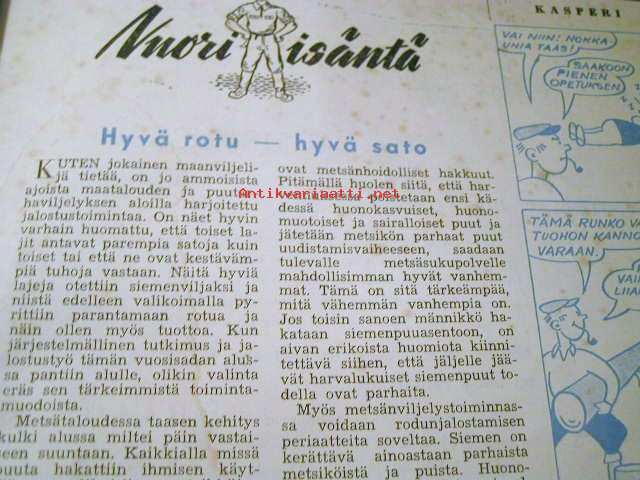 Nuori isäntä
Hyvä rotu — hyvä sato
KUTEN jokainen maanviljeli-
jä tietää, on jo ammoisista
ajoista maatalouden ja puutar-
haviljelyksen aloilla harjoitettu
jalostustoimintaa. On näet hyvin
varhain huomattu, että toiset la-
jit antavat parempia satoja kuin
toiset tai että ne ovat kestäväm-
piä tuhoja vastaan. Näitä hyviä
lajeja otettiin siemenviljaksi ja
niistä edelleen valikoimalla py-
rittiin parantamaan rotua ja
näin ollen myös tuottoa. Kun
järjestelmällinen tutkimus ja ja-
lostustyö tämän vuosisadan alus-
sa pantiin alulle, olikin valinta
eräs sen tärkeimmistä toiminta-
muodoista.
Metsätaloudessa taasen kehitys
kulki alussa miltei päin vastai-
seen suuntaan. Kaikkialla missä
puuta hakattiin ihmisen käyt-
ovat metsänhoidolliset hakkuut.
Pitämällä huolen siitä, että har-
poistetaan ensi kä-
dessä huonokasvuiset, huono-
muotoiset ja sairalloiset puut ja
jätetään metsikön parhaat puut
uudistamisvaiheeseen, saadaan
tulevalle metsäsukupolvelle
mahdollisimman hyvät vanhem-
mat. Tämä on sitä tärkeämpää,
mitä vähemmän vanhempia on.
Jos toisin sanoen männikkö ha-
kataan siemenpuuasentoon, on
aivan erikoista huomiota kiinni-
tettävä siihen, että jäljelle jää-
vät harvalukuiset siemenpuut to-
della ovat parhaita.
Myös metsänviljelystoiminnas-
sa voidaan rodunjalostamisen
periaatteita soveltaa. Siemen on
kerättävä ainoastaan parhaista
metsiköistä ja puista. Huono-
Antikvariaatti.net
KASPERI
VAI NIIN! NOKKA
UNIA TAAS!
SAAKOON
PIENEN
OPETUKSEN
TÄMÄ RUNKO VO
TUOHON KANNO
VARAAN.
VAI
LIIA